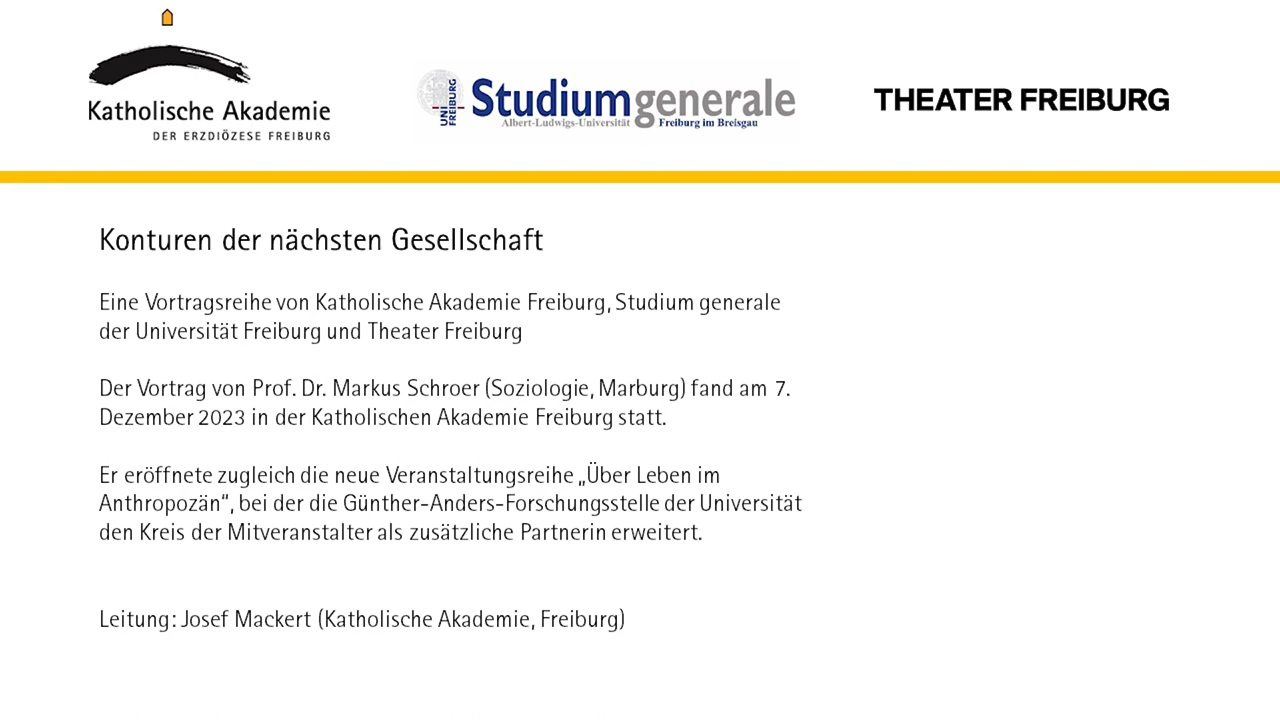 Katholische Akademie
DER ERZDIÖZESE FREIBURG
UNI
FREIBURG
Studium generale
Albert-Ludwigs-Universität Freiburg im Breisgau
THEATER FREIBURG
Konturen der nächsten Gesellschaft
Eine Vortragsreihe von Katholische Akademie Freiburg, Studium generale
der Universität Freiburg und Theater Freiburg
Der Vortrag von Prof. Dr. Markus Schroer (Soziologie, Marburg) fand am 7.
Dezember 2023 in der Katholischen Akademie Freiburg statt.
Er eröffnete zugleich die neue Veranstaltungsreihe „Über Leben im
Anthropozän“, bei der die Günther-Anders-Forschungsstelle der Universität
den Kreis der Mitveranstalter als zusätzliche Partnerin erweitert.
Leitung: Josef Mackert (Katholische Akademie, Freiburg)